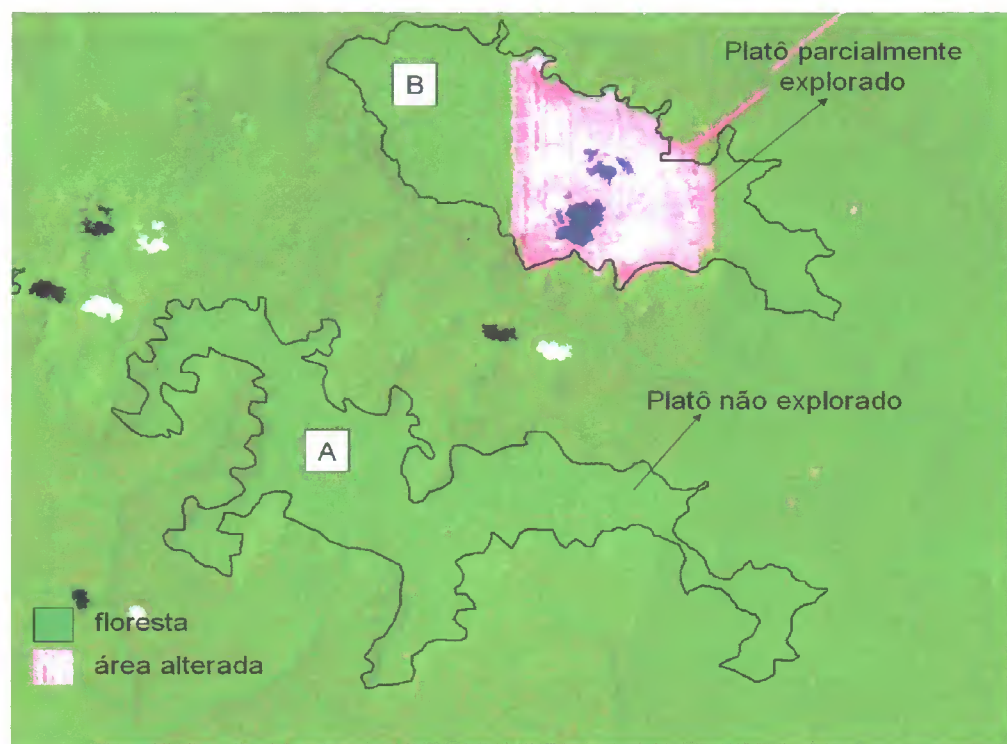 B
Platô parcialmente
explorado
Platô não explorado
A
floresta
área alterada